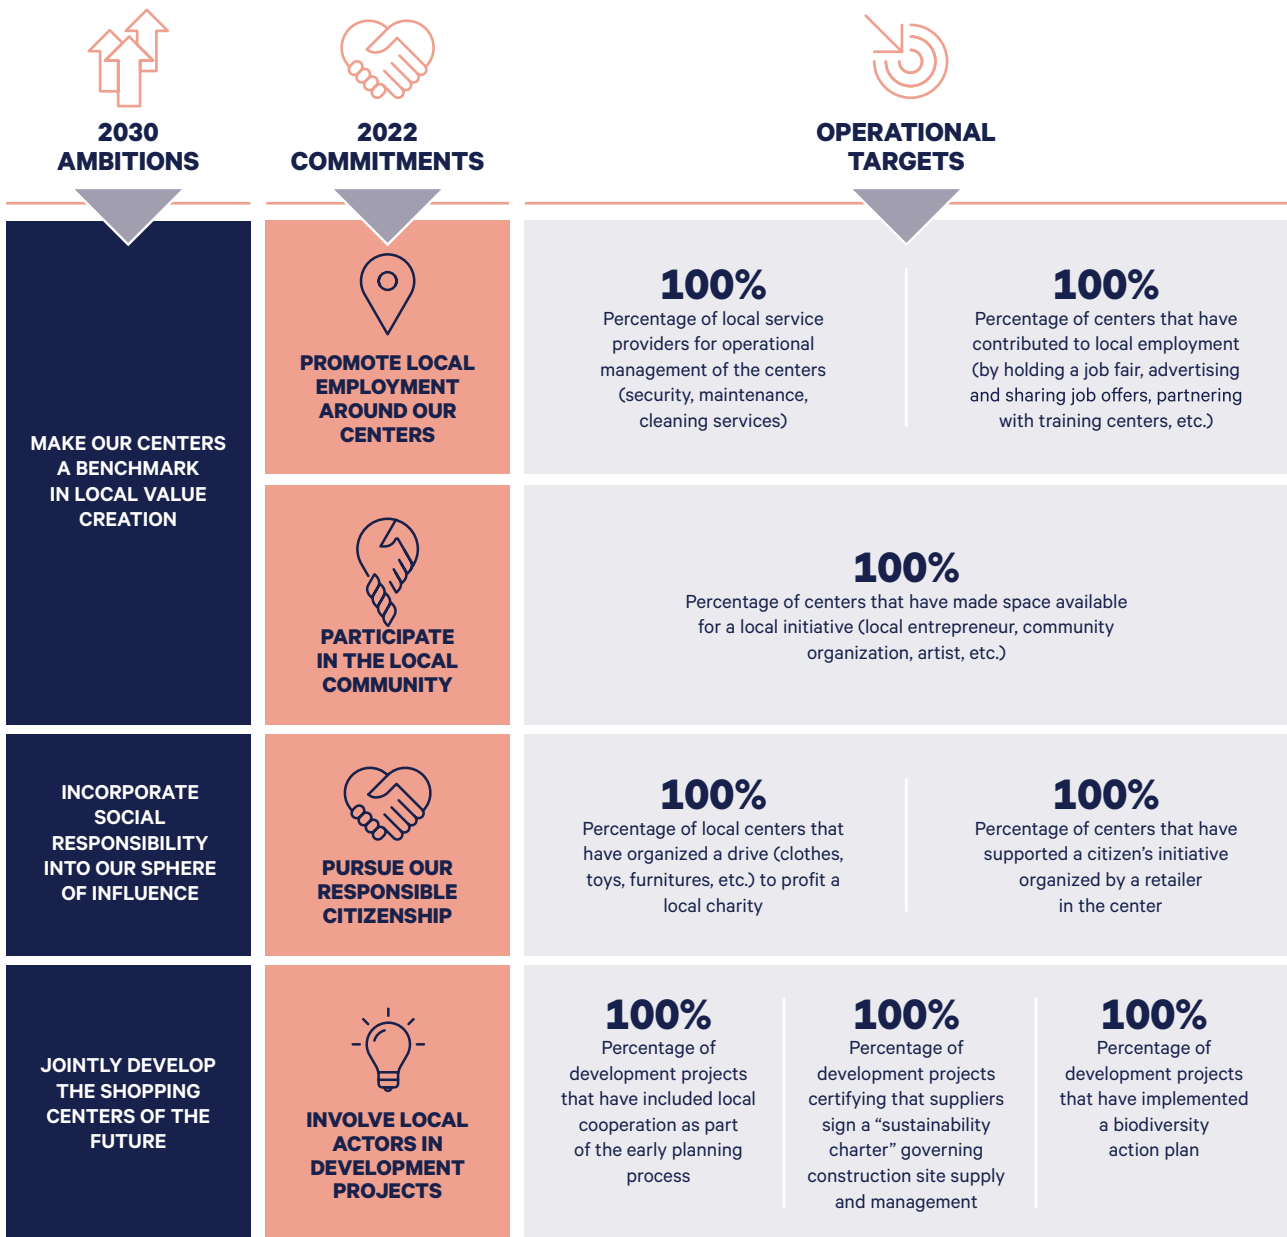 2030
AMBITIONS
2022
COMMITMENTS
OPERATIONAL
TARGETS
MAKE OUR CENTERS
A BENCHMARK
IN LOCAL VALUE
CREATION
PROMOTE LOCAL
EMPLOYMENT
AROUND OUR
CENTERS
100%
Percentage of local service
providers for operational
management of the centers
(security, maintenance,
cleaning services)
100%
Percentage of centers that have
contributed to local employment
(by holding a job fair, advertising
and sharing job offers, partnering
with training centers, etc.)
PARTICIPATE
IN THE LOCAL
COMMUNITY
100%
Percentage of centers that have made space available
for a local initiative (local entrepreneur, community
organization, artist, etc.)
INCORPORATE
SOCIAL
RESPONSIBILITY
INTO OUR SPHERE
OF INFLUENCE
PURSUE OUR
RESPONSIBLE
CITIZENSHIP
100%
Percentage of local centers that
have organized a drive (clothes,
toys, furnitures, etc.) to profit a
local charity
100%
Percentage of centers that have
supported a citizen’s initiative
organized by a retailer
in the center
JOINTLY DEVELOP
THE SHOPPING
CENTERS OF THE
FUTURE
INVOLVE LOCAL
ACTORS IN
DEVELOPMENT
PROJECTS
100%
Percentage of
development projects
that have included local
cooperation as part
of the early planning
process
100%
Percentage of
development projects
certifying that suppliers
sign a “sustainability
charter” governing
construction site supply
and management
100%
Percentage of
development projects
that have implemented
a biodiversity
action plan